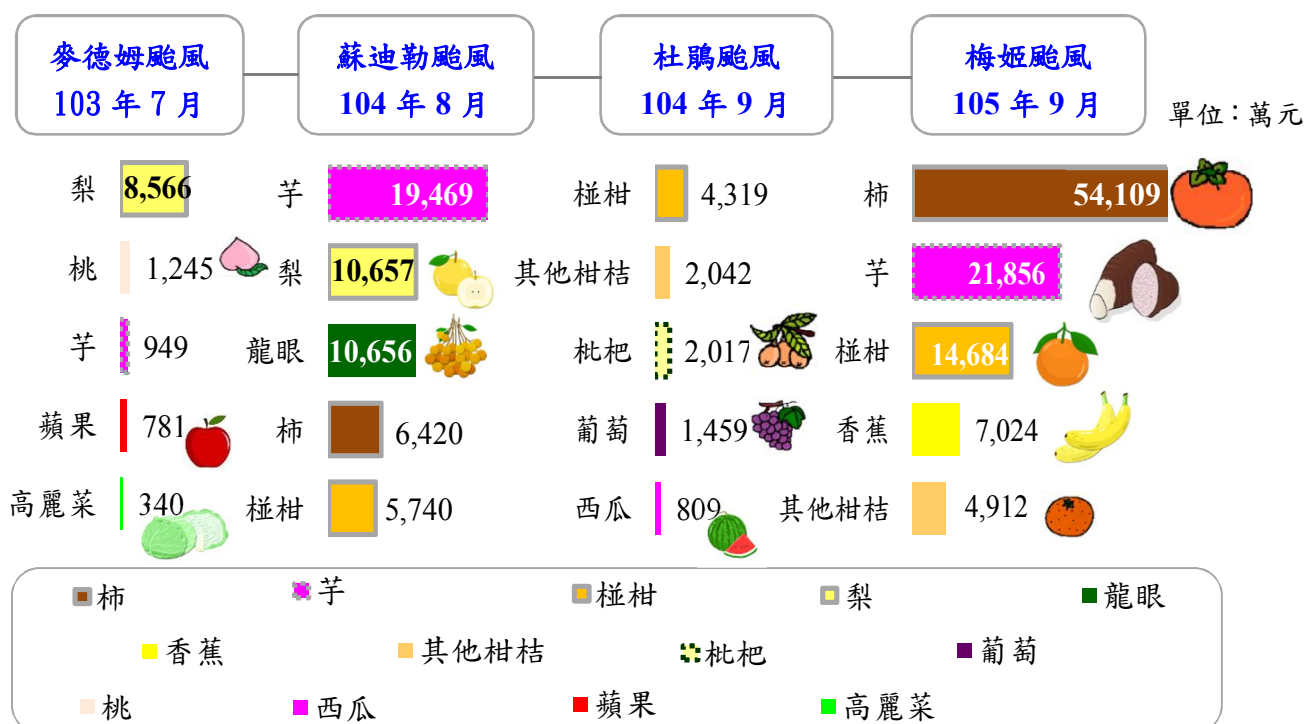 麥德姆颱風
103 年 7 月
蘇迪勒颱風
104 年 8 月
杜鵑颱風
104 年 9 月
梅姬颱風
105 年 9 月
單位：萬元
梨 8,566
桃 1,245
芋 949
蘋果 781
高麗菜 340
芋 19,469
梨 10,657
龍眼 10,656
柿 6,420
椪柑 5,740
椪柑 4,319
其他柑桔 2,042
枇杷 2,017
葡萄 1,459
西瓜 809
柿 54,109
芋 21,856
椪柑 14,684
香蕉 7,024
其他柑桔 4,912
柿 芋 椪柑 梨 龍眼
香蕉 其他柑桔 枇杷 葡萄
桃 西瓜 蘋果 高麗菜